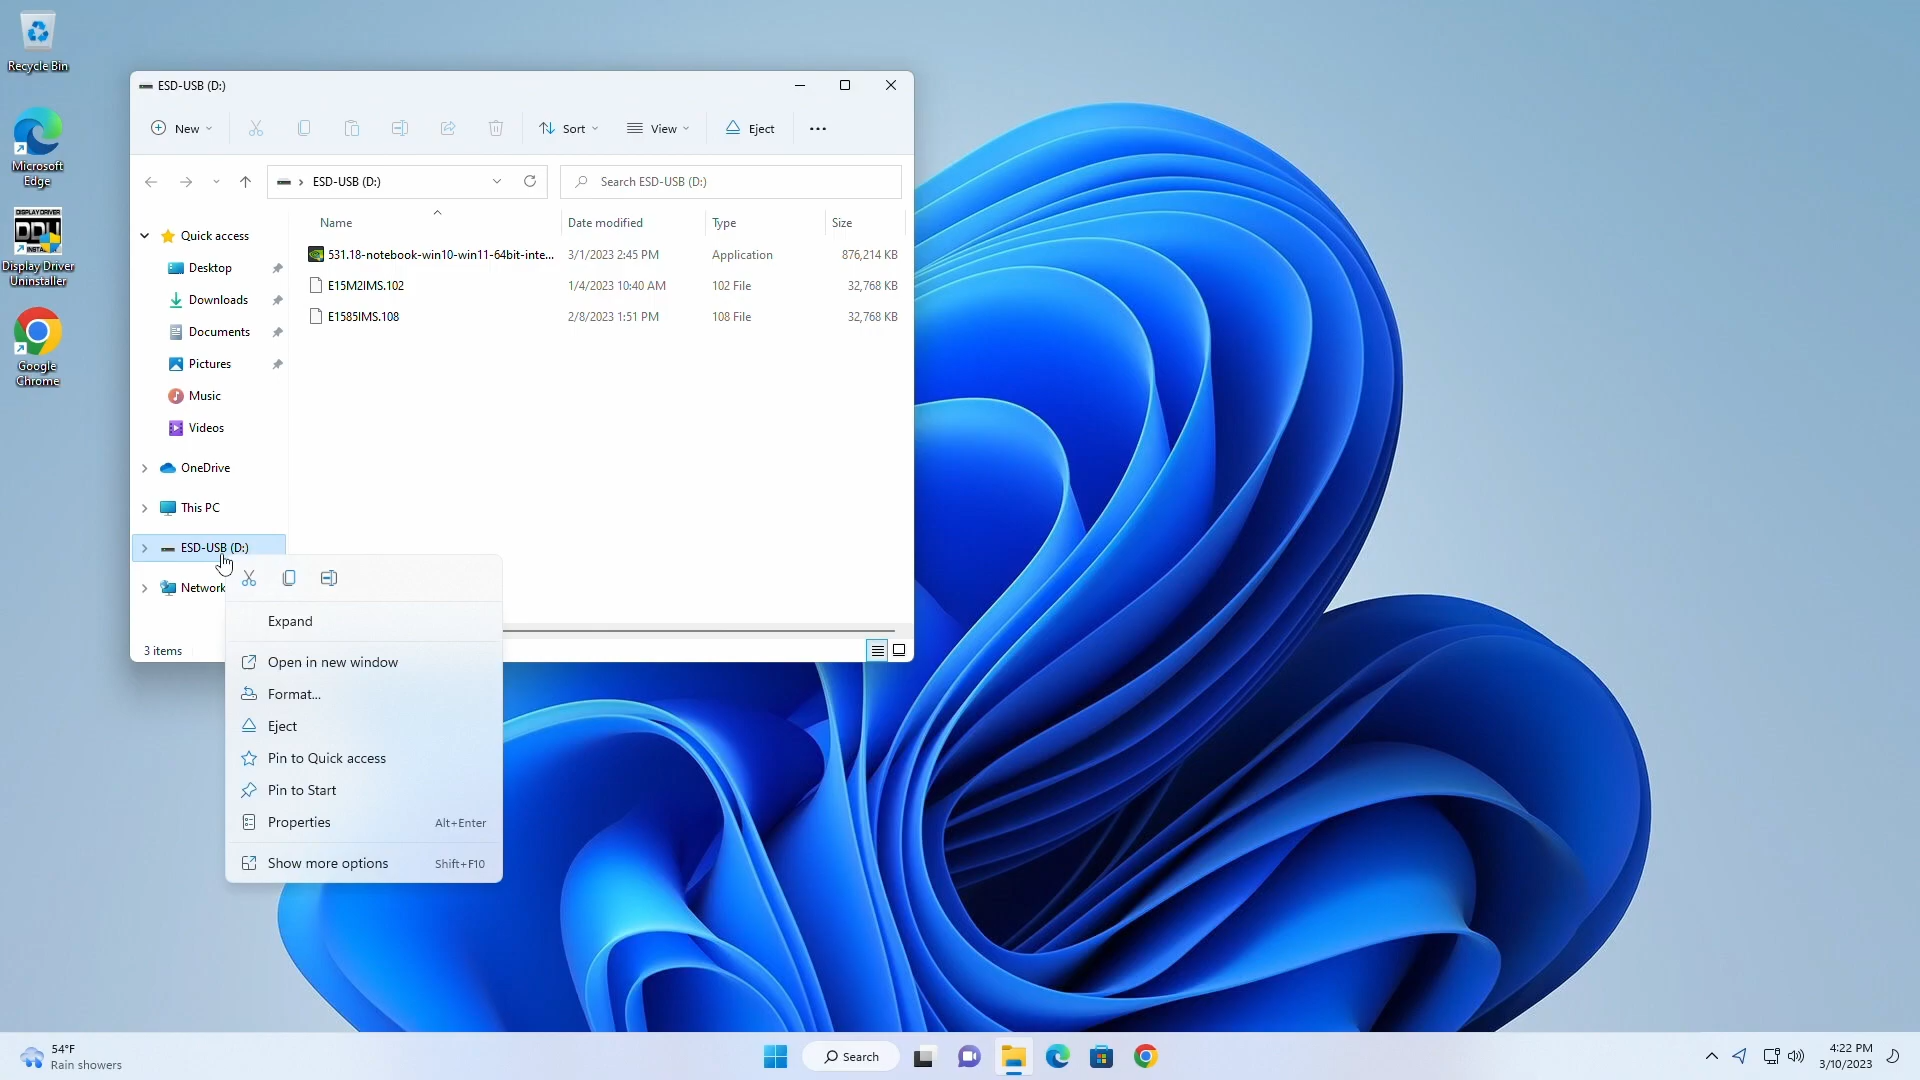 Recycle Bin
Microsoft
Edge
DISPLAY DRIVER
DDU
Display Driver
Uninstaller
Google
Chrome
ESD-USB (D:)
New
Sort
View
Eject
ESD-USB (D:)
Search ESD-USB (D:)
Name
Date modified
Type
Size
531.18-notebook-win10-win11-64bit-inte...
3/1/2023 2:45 PM
Application
876,214 KB
E15M2IMS.102
1/4/2023 10:40 AM
102 File
32,768 KB
E1585IMS.108
2/8/2023 1:51 PM
108 File
32,768 KB
Quick access
Desktop
Downloads
Documents
Pictures
Music
Videos
OneDrive
This PC
ESD-USB (D:)
Network
3 items
Expand
Open in new window
Format...
Eject
Pin to Quick access
Pin to Start
Properties Alt+Enter
Show more options Shift+F10
54°F
Rain showers
Search
4:22 PM
3/10/2023